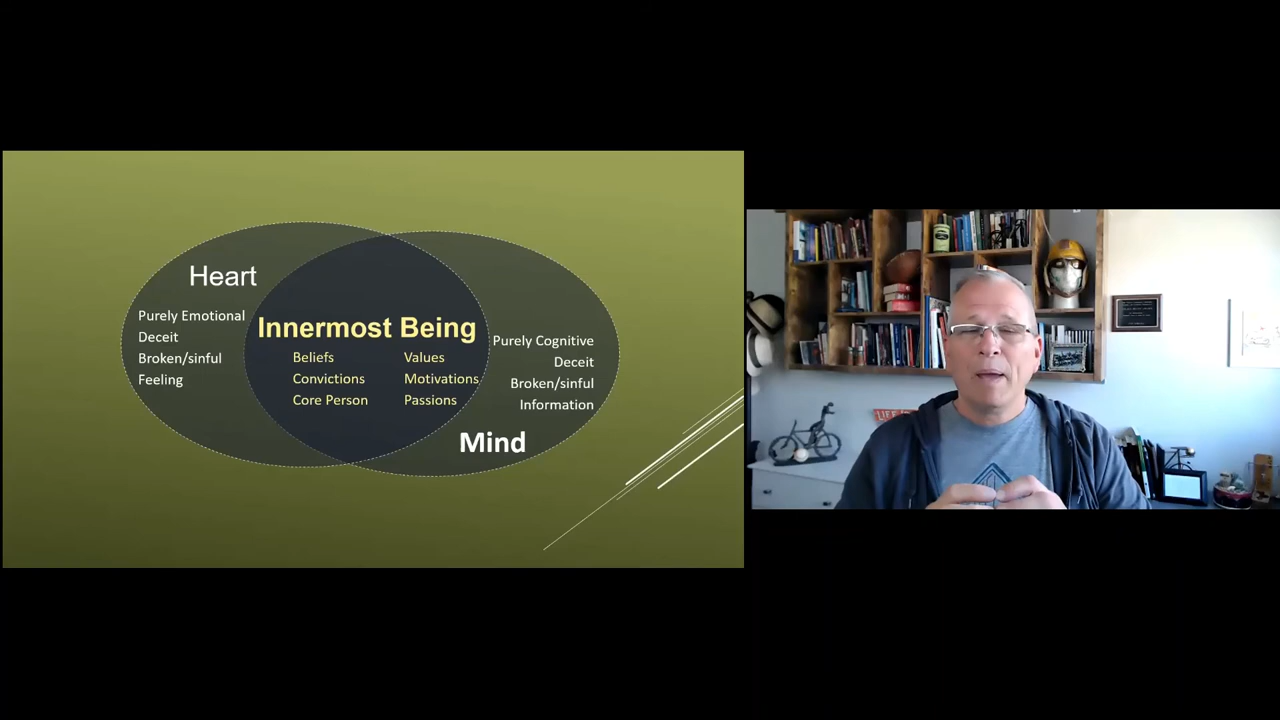 Heart
Purely Emotional
Deceit
Broken/sinful
Feeling
Innermost Being
Beliefs
Convictions
Core Person
Values
Motivations
Passions
Purely Cognitive
Deceit
Broken/sinful
Information
Mind